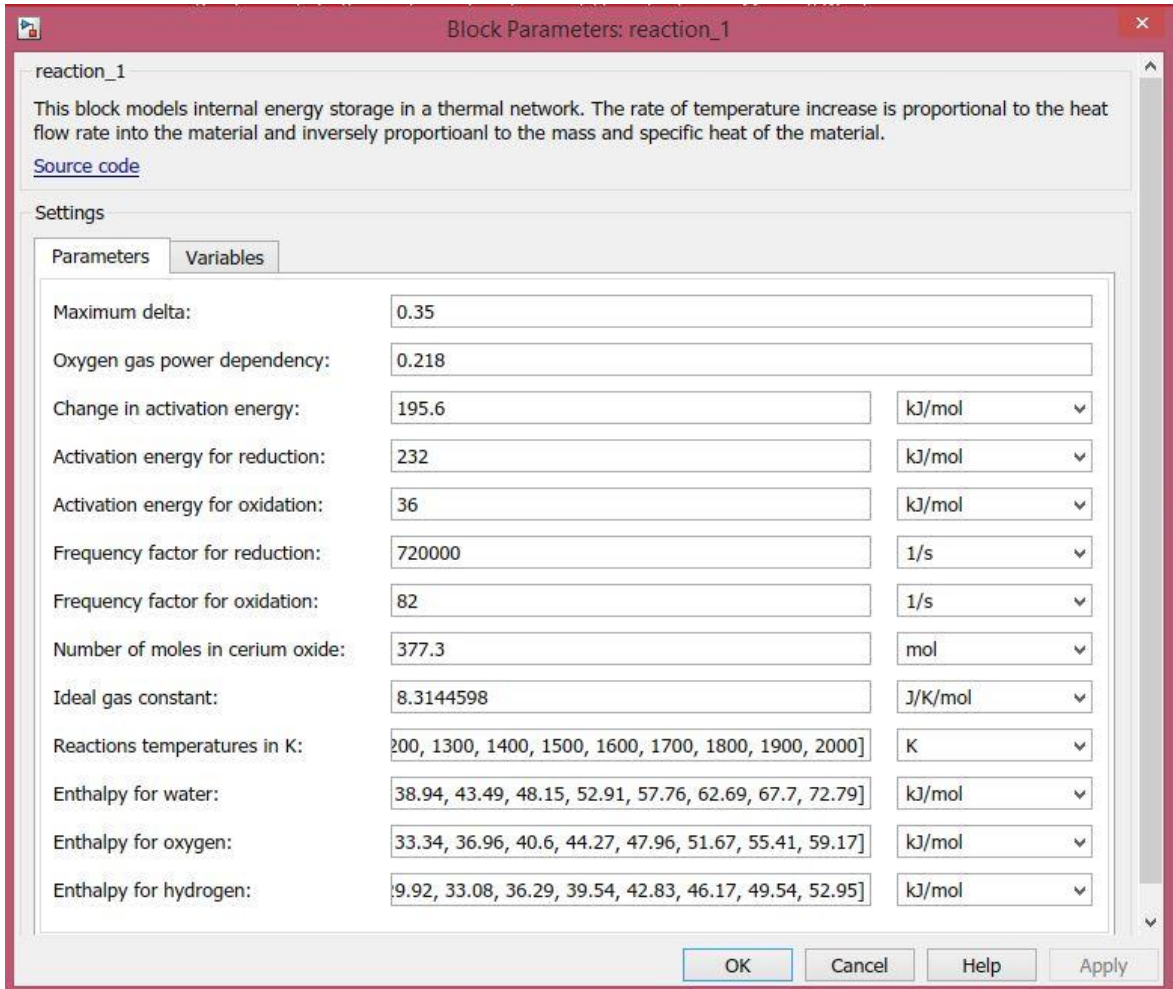 Block Parameters: reaction_1
reaction_1
This block models internal energy storage in a thermal network. The rate of temperature increase is proportional to the heat
flow rate into the material and inversely proportioanl to the mass and specific heat of the material.
Source code
Settings
Parameters Variables
Maximum delta: 0.35
Oxygen gas power dependency: 0.218
Change in activation energy: 195.6 kJ/mol
Activation energy for reduction: 232 kJ/mol
Activation energy for oxidation: 36 kJ/mol
Frequency factor for reduction: 720000 1/s
Frequency factor for oxidation: 82 1/s
Number of moles in cerium oxide: 377.3 mol
Ideal gas constant: 8.3144598 J/K/mol
Reactions temperatures in K: 200, 1300, 1400, 1500, 1600, 1700, 1800, 1900, 2000] K
Enthalpy for water: 38.94, 43.49, 48.15, 52.91, 57.76, 62.69, 67.7, 72.79] kJ/mol
Enthalpy for oxygen: 33.34, 36.96, 40.6, 44.27, 47.96, 51.67, 55.41, 59.17] kJ/mol
Enthalpy for hydrogen: 9.92, 33.08, 36.29, 39.54, 42.83, 46.17, 49.54, 52.95] kJ/mol
OK Cancel Help Apply